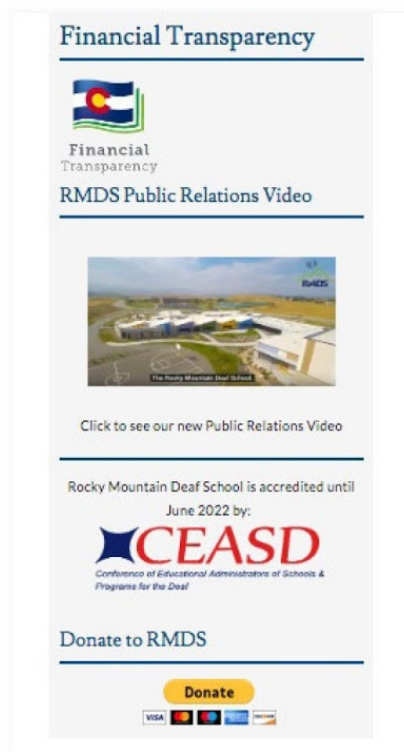 Financial Transparency
Financial
Transparency
RMDS Public Relations Video
RMDS
The Rocky Mountain Deaf School
Click to see our new Public Relations Video
Rocky Mountain Deaf School is accredited until
June 2022 by:
CEASD
Conference of Educational Administrators of Schools &
Programs for the Deaf
Donate to RMDS
Donate
VISA